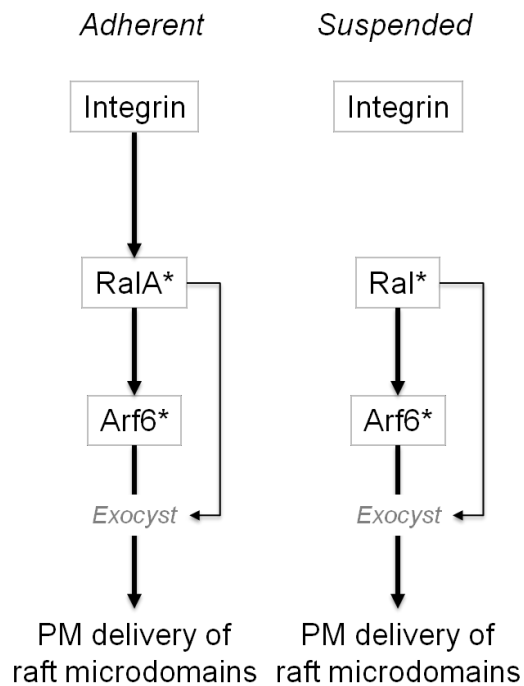 Adherent
Suspended
Integrin
Integrin
RalA*
Ral*
Arf6*
Arf6*
Exocyst
Exocyst
PM delivery of
raft microdomains
PM delivery of
raft microdomains